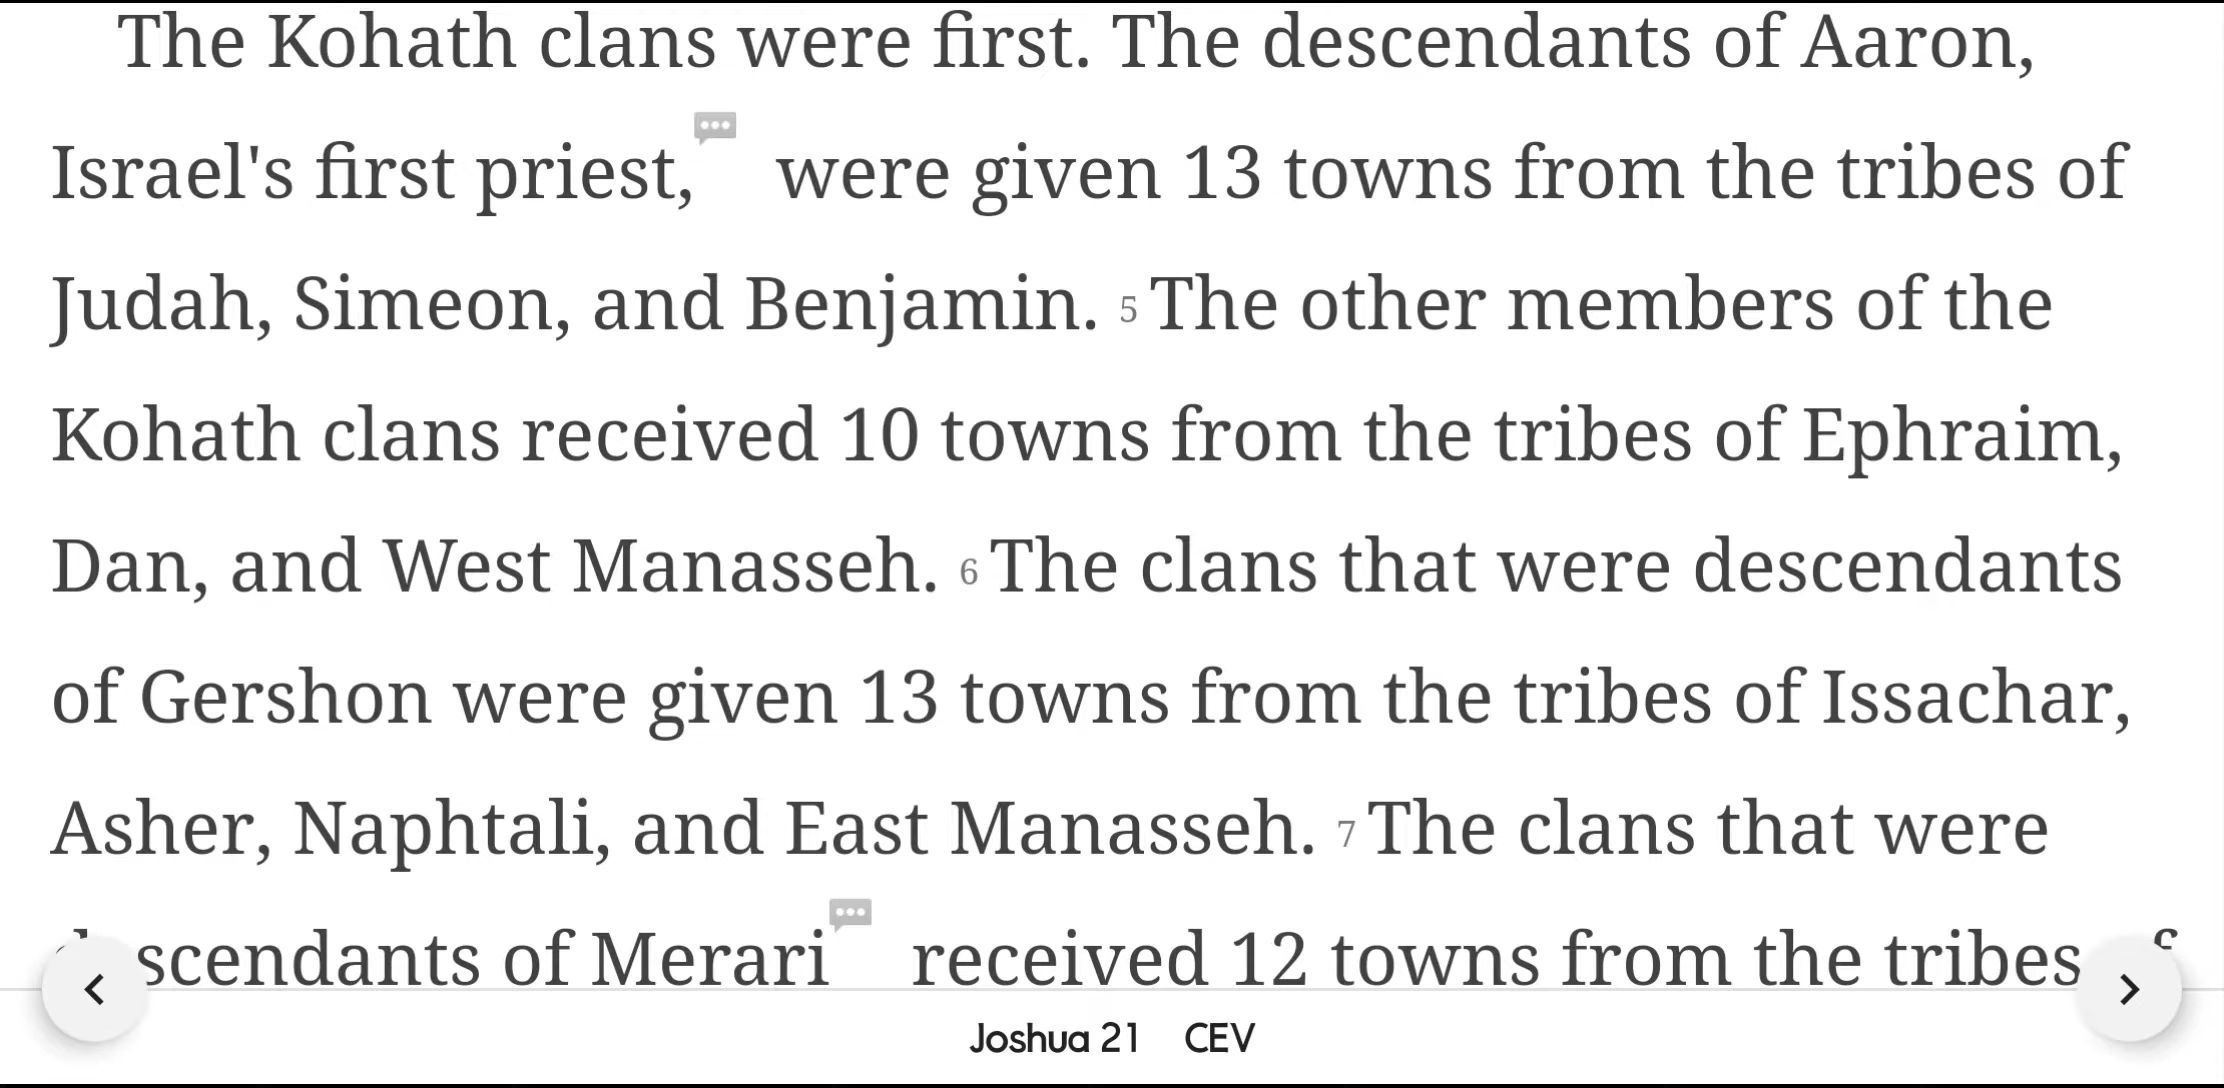 The Kohath clans were first. The descendants of Aaron,
Israel's first priest, were given 13 towns from the tribes of
Judah, Simeon, and Benjamin. 5 The other members of the
Kohath clans received 10 towns from the tribes of Ephraim,
Dan, and West Manasseh. 6 The clans that were descendants
of Gershon were given 13 towns from the tribes of Issachar,
Asher, Naphtali, and East Manasseh. 7 The clans that were
descendants of Merari received 12 towns from the tribes of
Joshua 21 CEV